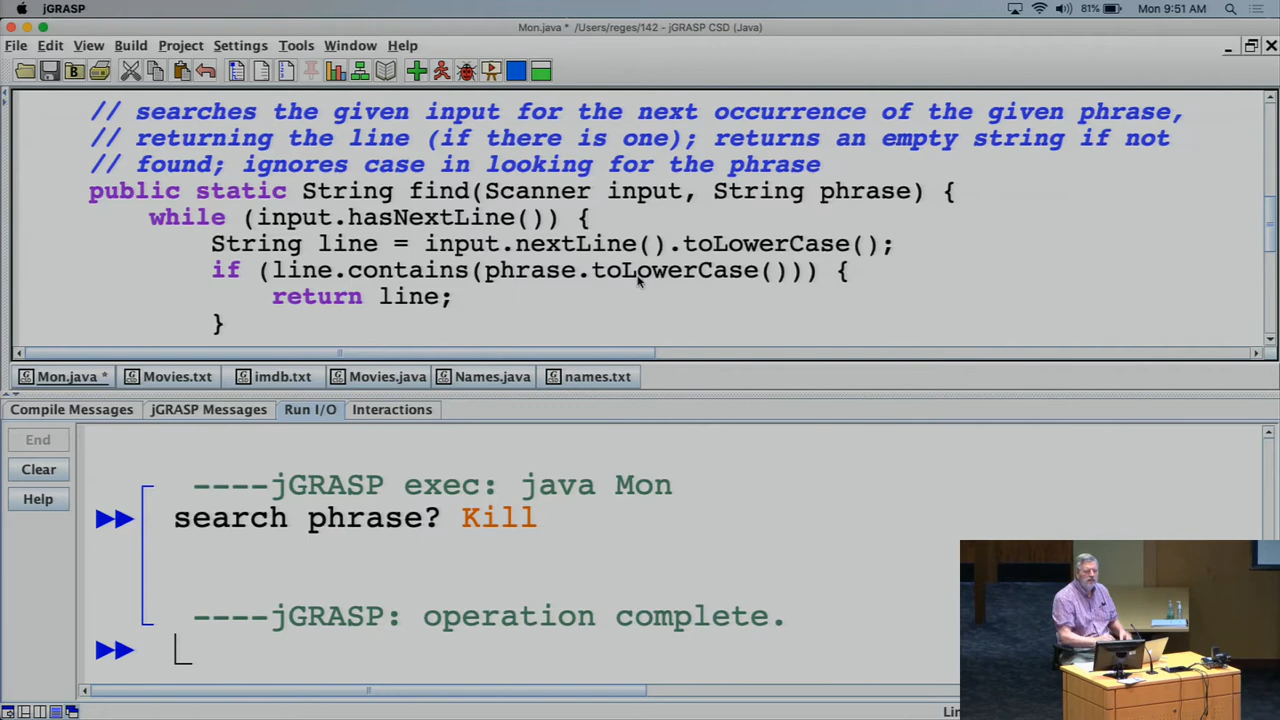 jGRASP
81%
Mon 9:51 AM
Mon.java * /Users/reges/142 - jGRASP CSD (Java)
File Edit View Build Project Settings Tools Window Help
// searches the given input for the next occurrence of the given phrase,
// returning the line (if there is one); returns an empty string if not
// found; ignores case in looking for the phrase
public static String find(Scanner input, String phrase) {
while (input.hasNextLine()) {
String line = input.nextLine().toLowerCase();
if (line.contains(phrase.toLowerCase())) {
return line;
}
Mon.java * Movies.txt imdb.txt Movies.java Names.java names.txt
Compile Messages jGRASP Messages Run I/O Interactions
End
Clear
Help
----jGRASP exec: java Mon
search phrase? Kill
----jGRASP: operation complete.